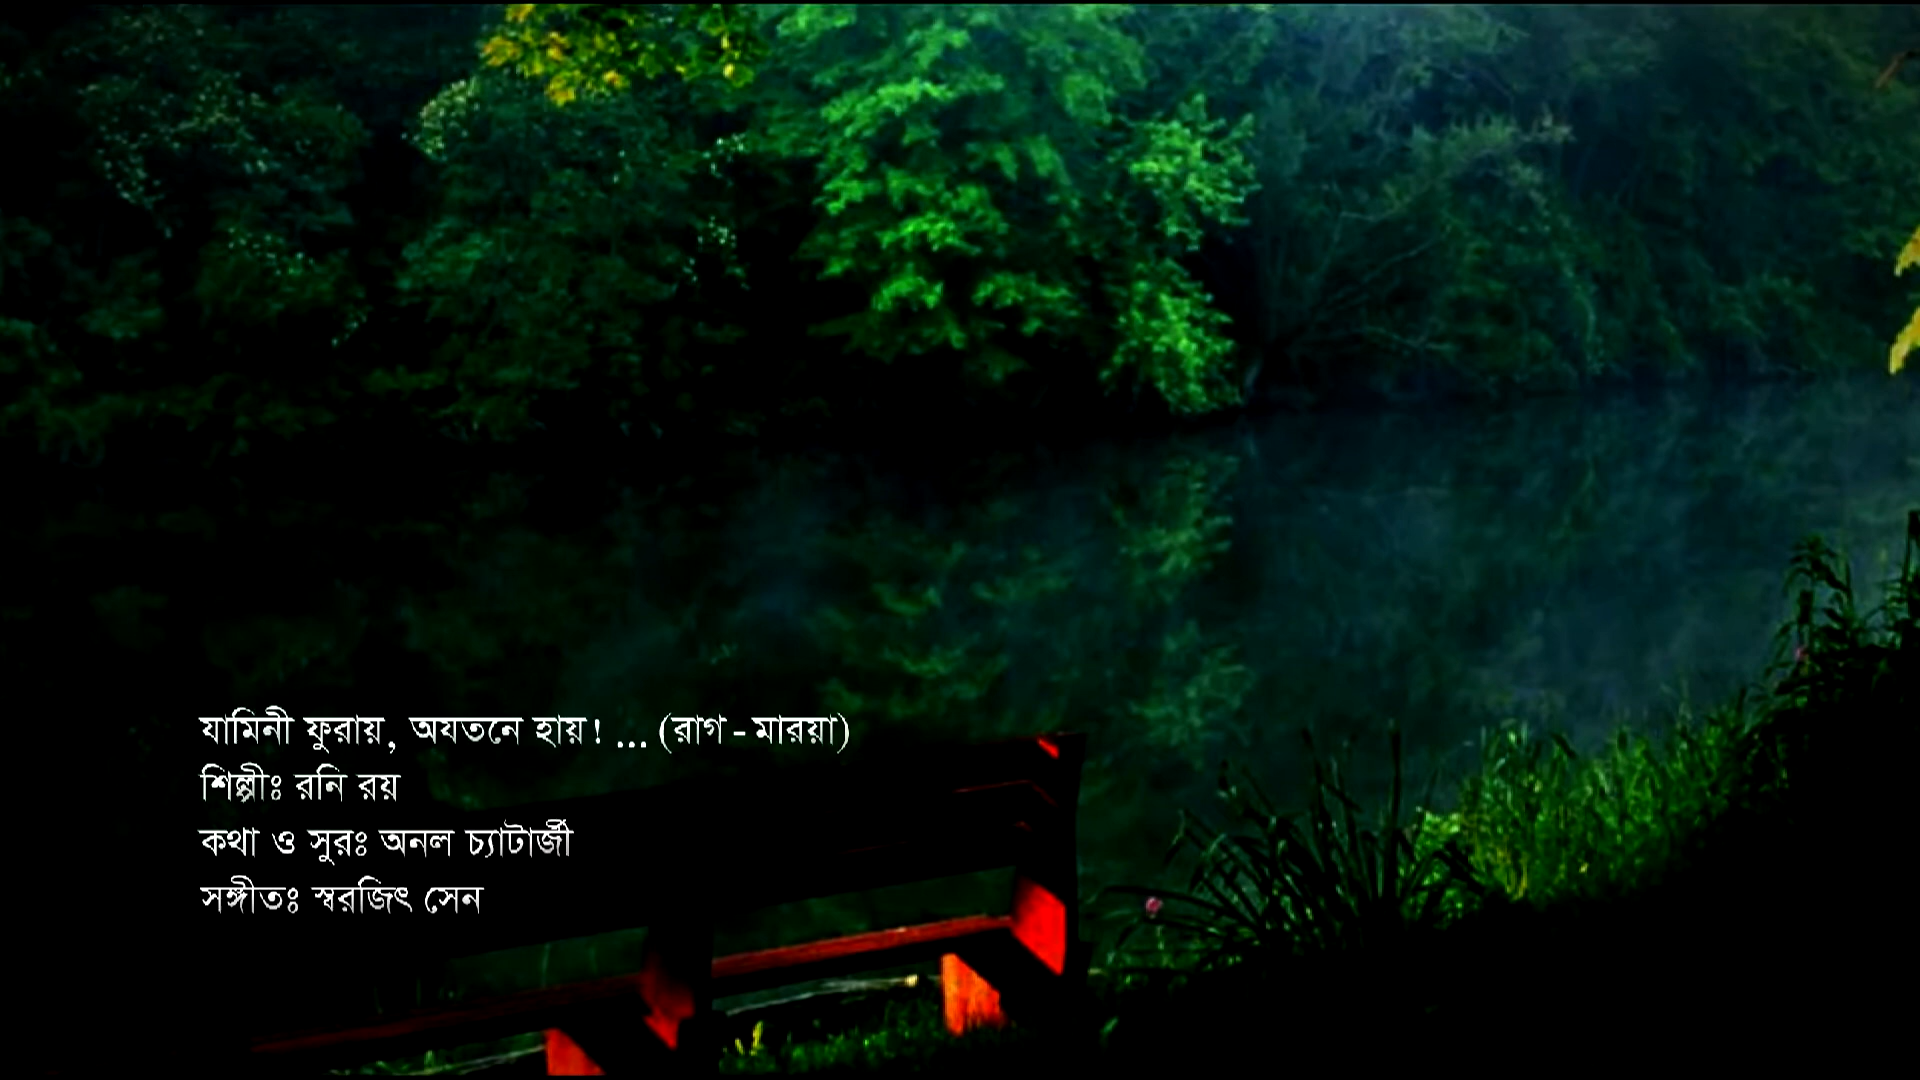 যামিনী ফুরায়, অযতনে হায়! ... (রাগ - মারয়া)
শিল্পীঃ রনি রয়
কথা ও সুরঃ অনল চ্যাটার্জী
সঙ্গীতঃ স্বরজিৎ সেন